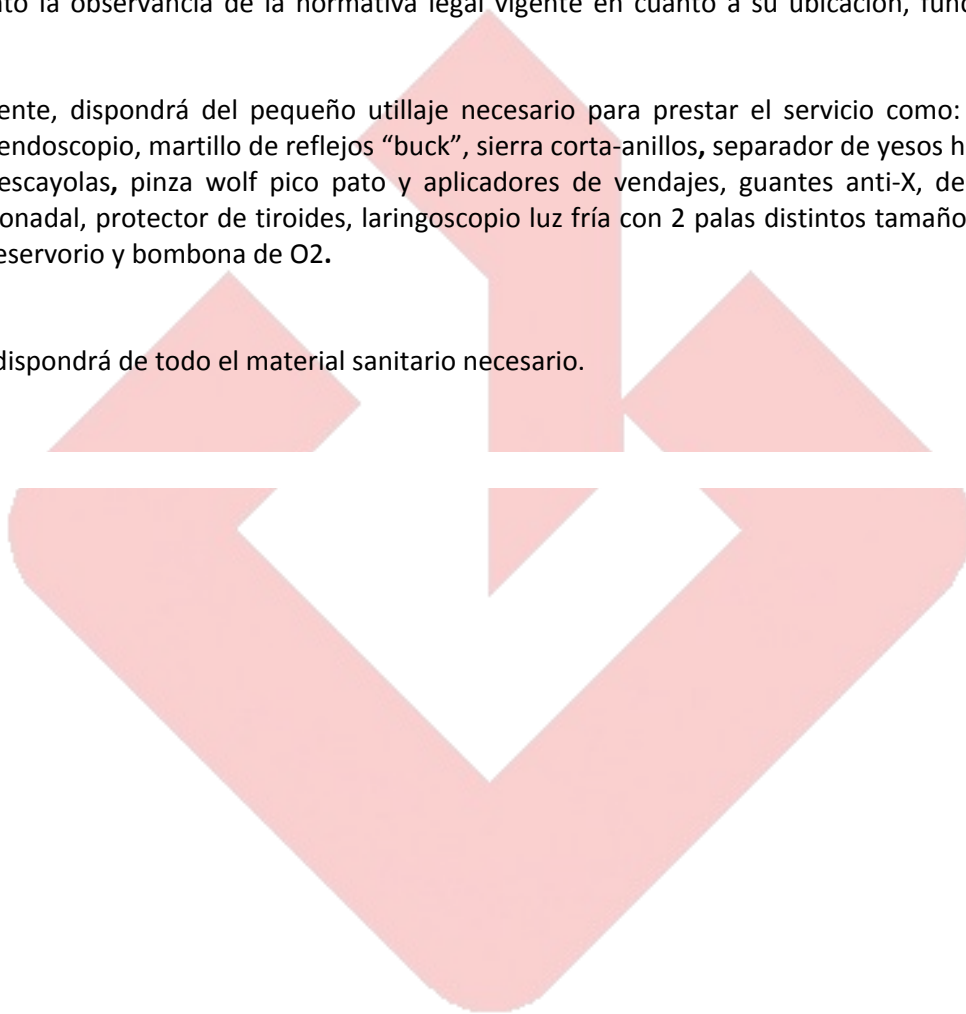 nto la observancia de la normativa legal vigente en cuanto a su ubicación, func
ente, dispondrá del pequeño utillaje necesario para prestar el servicio como:
endoscopio, martillo de reflejos “buck”, sierra corta-anillos, separador de yesos h
escayolas, pinza wolf pico pato y aplicadores de vendajes, guantes anti-X, de
onadal, protector de tiroides, laringoscopio luz fría con 2 palas distintos tamaño
eservorio y bombona de O2.
dispondrá de todo el material sanitario necesario.